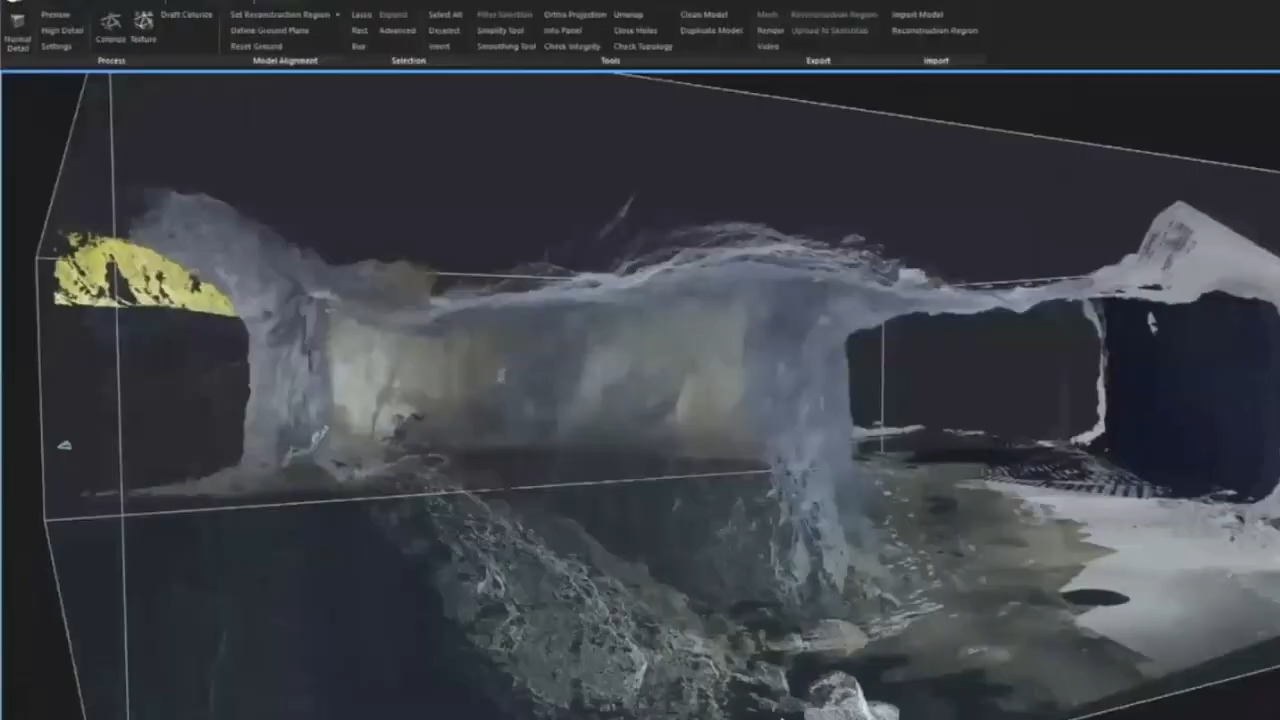 Preview
High Detail
Settings
Normal
Detail
Colorize
Texture
Draft Colorize
Process
Set Reconstruction Region
Define Ground Plane
Reset Ground
Model Alignment
Lasso
Rect
Box
Expand
Advanced
Selection
Select All
Deselect
Invert
Filter Selection
Simplify Tool
Smoothing Tool
Ortho Projection
Info Panel
Check Integrity
Unwrap
Close Holes
Check Topology
Clean Model
Duplicate Model
Tools
Mesh
Render
Video
Reconstruction Region
Upload to Sketchfab
Export
Import Model
Reconstruction Region
Import